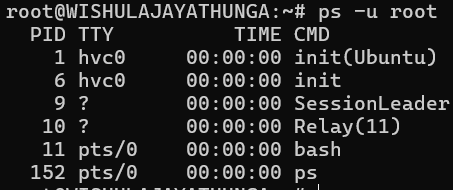 root@WISHULAJAYATHUNGA:~# ps -u root
PID TTY TIME CMD
1 hvc0 00:00:00 init(Ubuntu)
6 hvc0 00:00:00 init
9 ? 00:00:00 SessionLeader
10 ? 00:00:00 Relay(11)
11 pts/0 00:00:00 bash
152 pts/0 00:00:00 ps